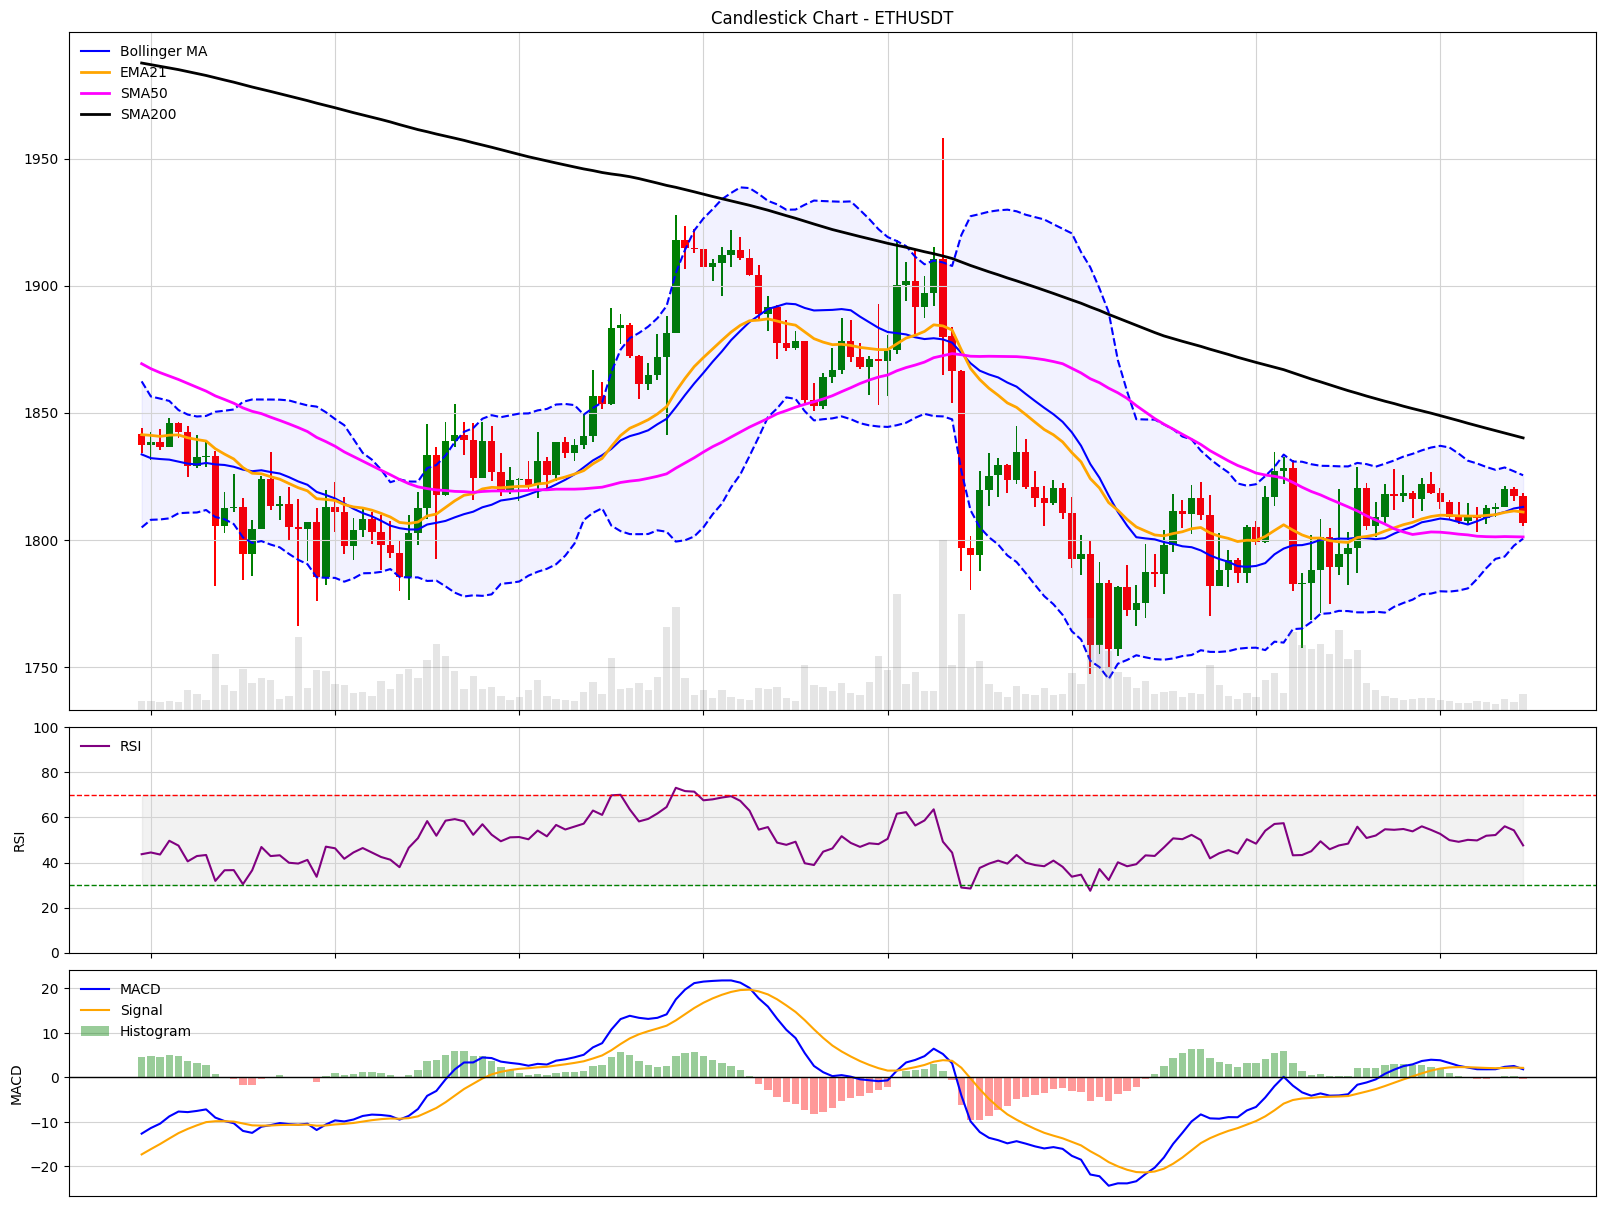 Candlestick Chart - ETHUSDT
Bollinger MA
EMA21
SMA50
SMA200
1950
1900
1850
1800
1750
RSI
100
80
60
40
20
0
RSI
MACD
Signal
Histogram
20
10
0
−10
−20
MACD